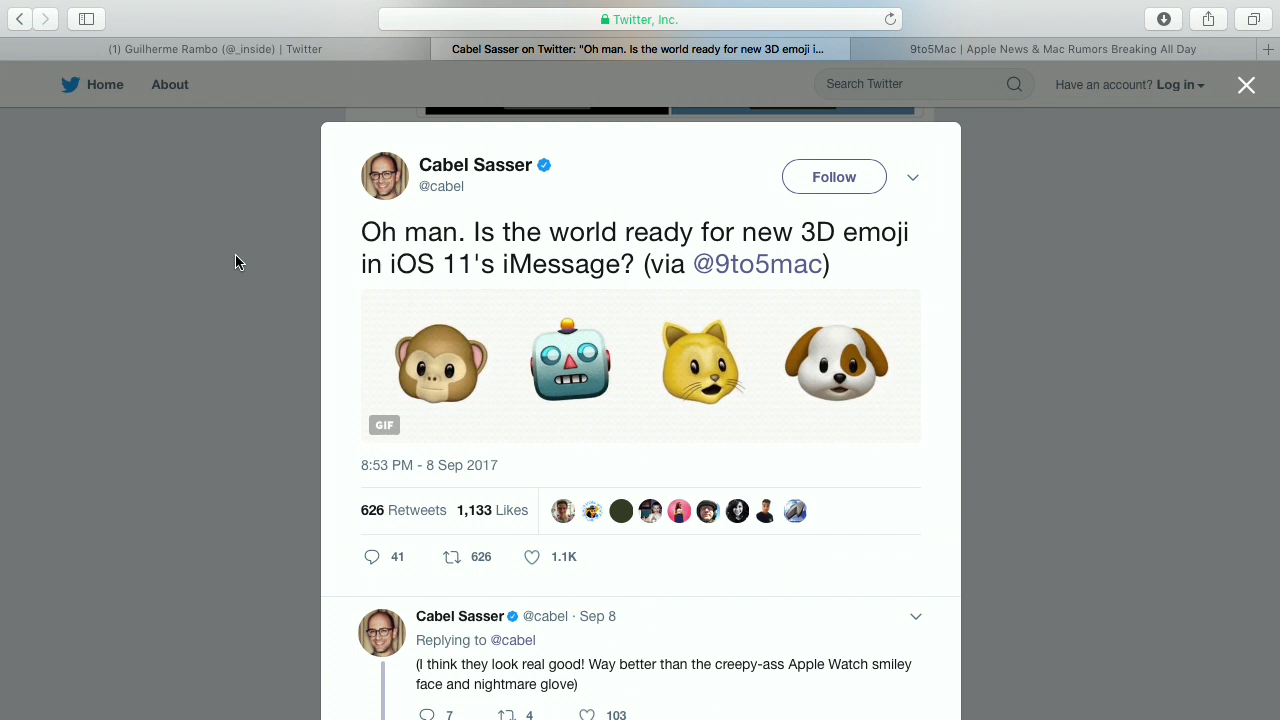 Twitter, Inc.
(1) Guilherme Rambo (@_inside) | Twitter
Cabel Sasser on Twitter: "Oh man. Is the world ready for new 3D emoji i...
9to5Mac | Apple News & Mac Rumors Breaking All Day
Home About Search Twitter Have an account? Log in
Cabel Sasser
@cabel
Follow
Oh man. Is the world ready for new 3D emoji
in iOS 11's iMessage? (via @9to5mac)
GIF
8:53 PM - 8 Sep 2017
626 Retweets 1,133 Likes
41 626 1.1K
Cabel Sasser @cabel · Sep 8
Replying to @cabel
(I think they look real good! Way better than the creepy-ass Apple Watch smiley
face and nightmare glove)
7 4 103